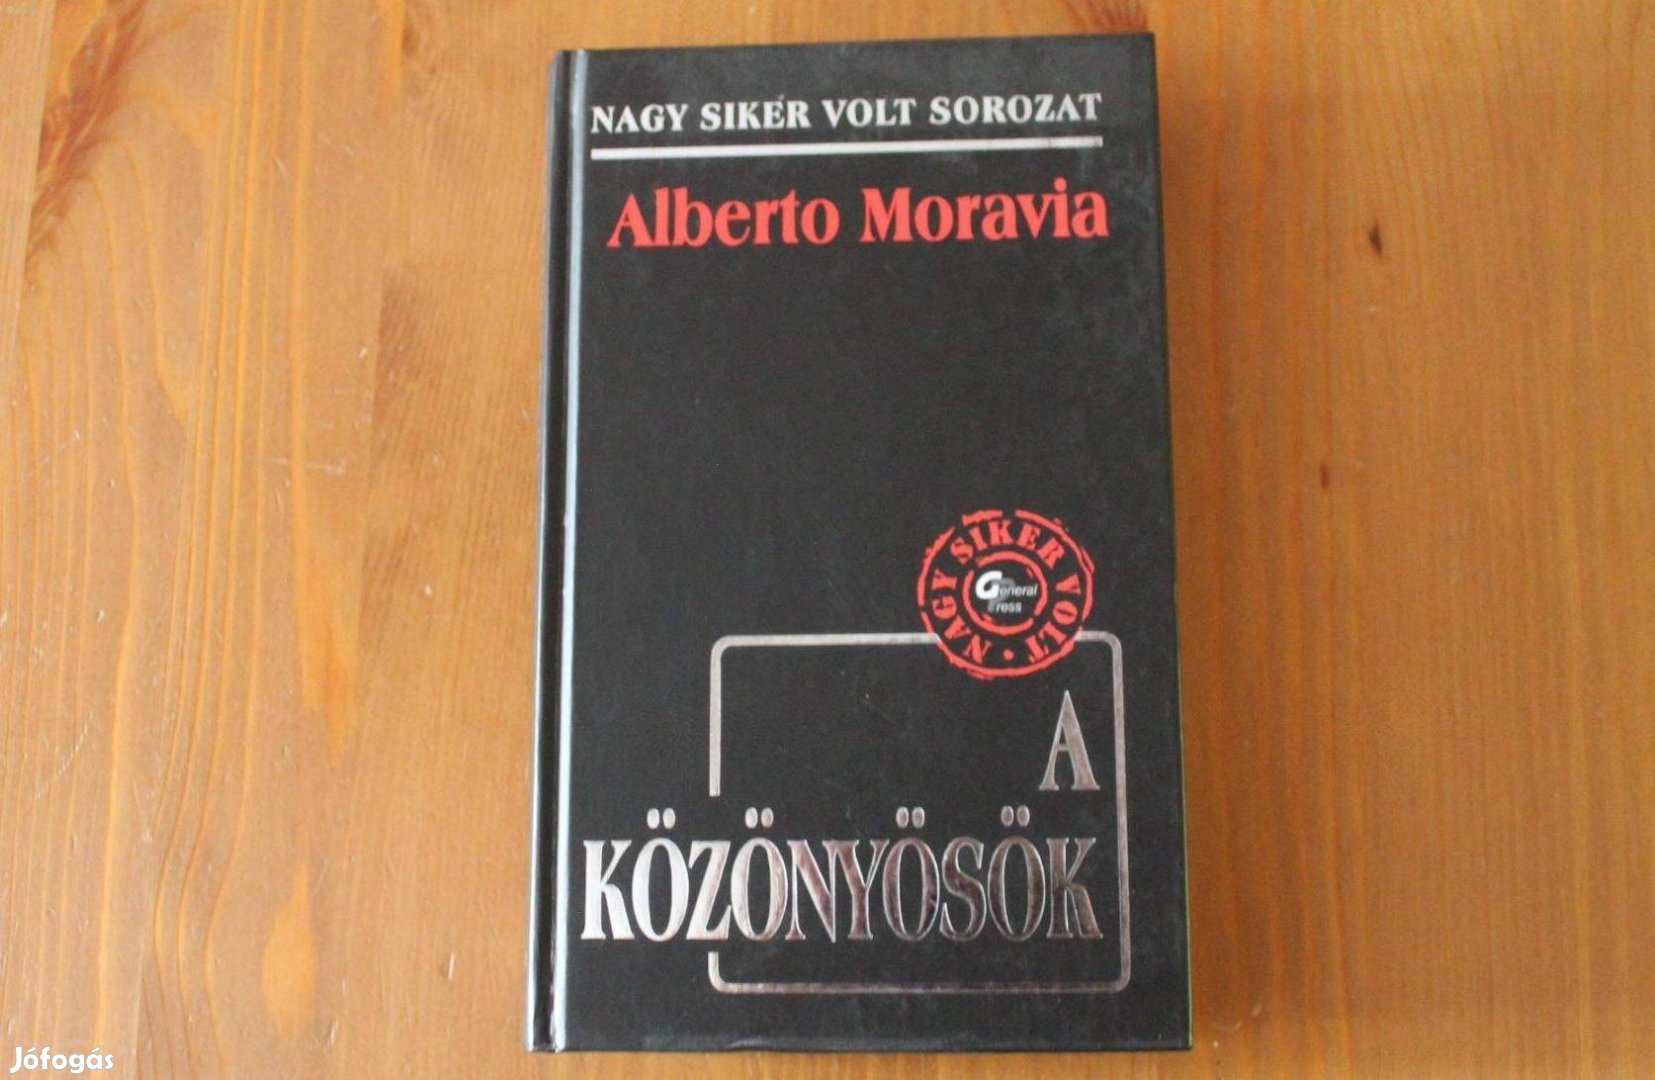 NAGY SIKER VOLT SOROZAT
Alberto Moravia
NAGY SIKER VOLT •
General
Press
A
KÖZÖNYÖSÖK
Jófogás